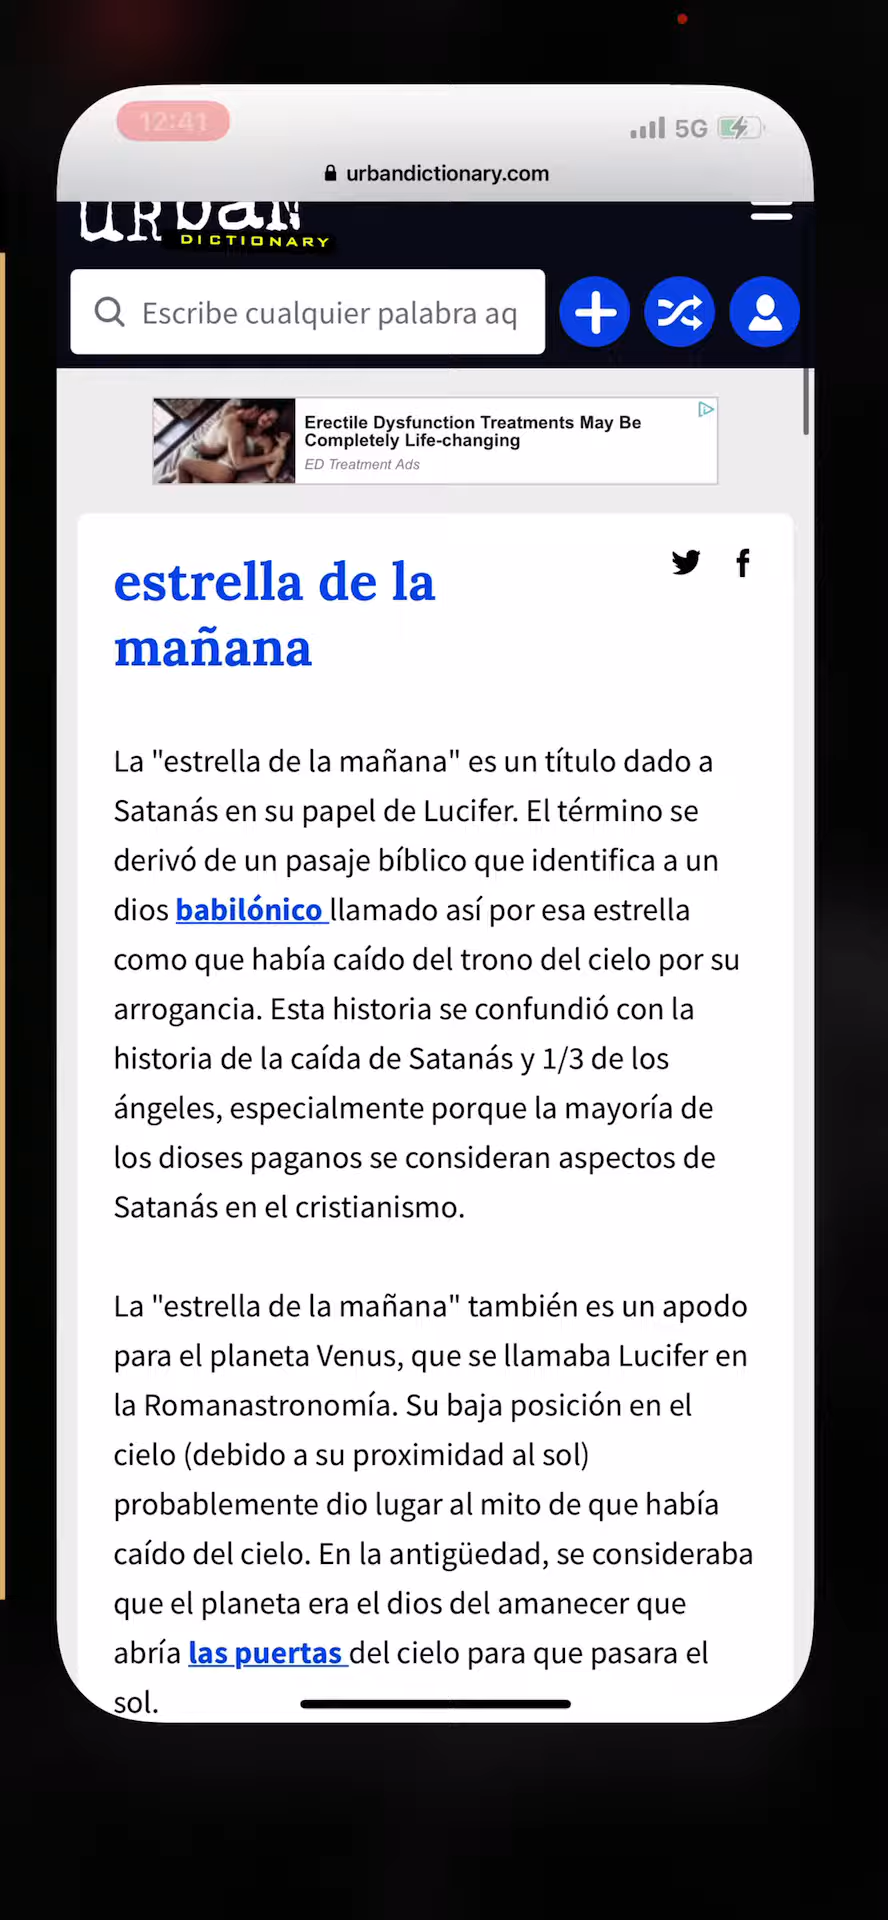 12:41
5G
urbandictionary.com
URBAN
DICTIONARY
Escribe cualquier palabra aq
Erectile Dysfunction Treatments May Be
Completely Life-changing
ED Treatment Ads
estrella de la
mañana
La "estrella de la mañana" es un título dado a
Satanás en su papel de Lucifer. El término se
derivó de un pasaje bíblico que identifica a un
dios babilónico llamado así por esa estrella
como que había caído del trono del cielo por su
arrogancia. Esta historia se confundió con la
historia de la caída de Satanás y 1/3 de los
ángeles, especialmente porque la mayoría de
los dioses paganos se consideran aspectos de
Satanás en el cristianismo.
La "estrella de la mañana" también es un apodo
para el planeta Venus, que se llamaba Lucifer en
la Romanastronomía. Su baja posición en el
cielo (debido a su proximidad al sol)
probablemente dio lugar al mito de que había
caído del cielo. En la antigüedad, se consideraba
que el planeta era el dios del amanecer que
abría las puertas del cielo para que pasara el
sol.